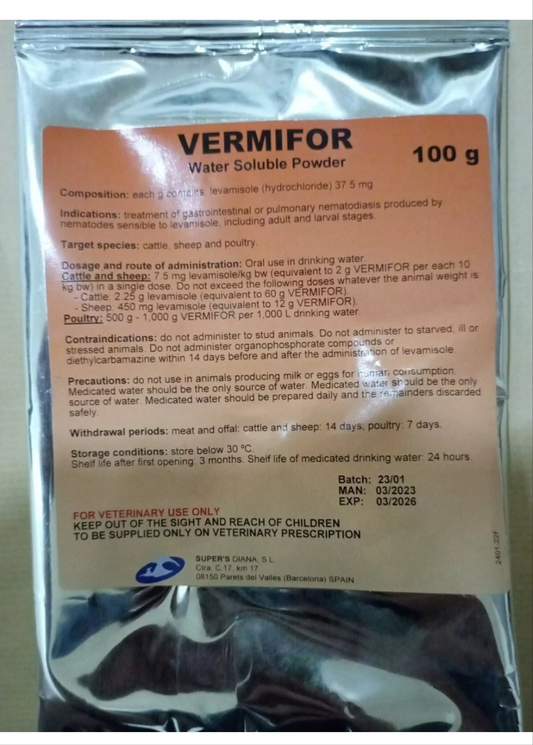 VERMIFOR
Water Soluble Powder
100 g
Composition: each g contains: levamisole (hydrochloride) 37.5 mg
Indications: treatment of gastrointestinal or pulmonary nematodiasis produced by
nematodes sensible to levamisole, including adult and larval stages.
Target species: cattle, sheep and poultry.
Dosage and route of administration: Oral use in drinking water.
Cattle and sheep: 7.5 mg levamisole/kg bw (equivalent to 2 g VERMIFOR per each 10
kg bw) in a single dose. Do not exceed the following doses whatever the animal weight is:
- Cattle: 2.25 g levamisole (equivalent to 60 g VERMIFOR).
- Sheep: 450 mg levamisole (equivalent to 12 g VERMIFOR).
Poultry: 500 g - 1,000 g VERMIFOR per 1,000 L drinking water.
Contraindications: do not administer to stud animals. Do not administer to starved, ill or
stressed animals. Do not administer organophosphorate compounds or
diethylcarbamazine within 14 days before and after the administration of levamisole.
Precautions: do not use in animals producing milk or eggs for human consumption.
Medicated water should be the only source of water. Medicated water should be the only
source of water. Medicated water should be prepared daily and the remainders discarded
safely.
Withdrawal periods: meat and offal: cattle and sheep: 14 days; poultry: 7 days.
Storage conditions: store below 30 ºC.
Shelf life after first opening: 3 months. Shelf life of medicated drinking water: 24 hours.
Batch: 23/01
MAN: 03/2023
EXP: 03/2026
FOR VETERINARY USE ONLY
KEEP OUT OF THE SIGHT AND REACH OF CHILDREN
TO BE SUPPLIED ONLY ON VETERINARY PRESCRIPTION
SUPER'S DIANA, S.L.
Ctra. C 17, km 17
08150 Parets del Vallès (Barcelona) SPAIN
2401.22F